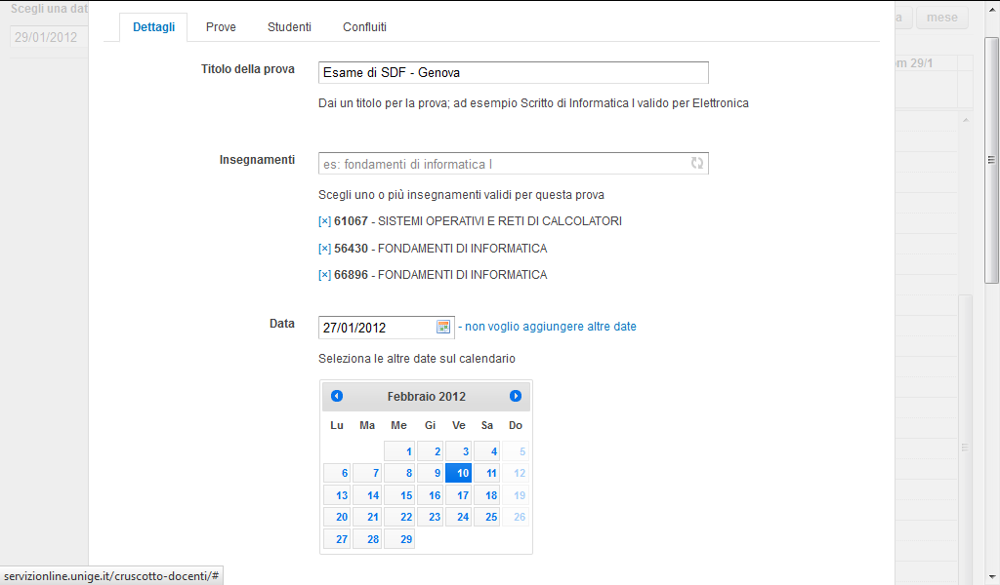 Scegli una dat
29/01/2012
Dettagli Prove Studenti Confluiti
mese
om 29/1
Titolo della prova
Esame di SDF - Genova
Dai un titolo per la prova; ad esempio Scritto di Informatica I valido per Elettronica
Insegnamenti
es: fondamenti di informatica I
Scegli uno o più insegnamenti validi per questa prova
[×] 61067 - SISTEMI OPERATIVI E RETI DI CALCOLATORI
[×] 56430 - FONDAMENTI DI INFORMATICA
[×] 66896 - FONDAMENTI DI INFORMATICA
Data
27/01/2012 - non voglio aggiungere altre date
Seleziona le altre date sul calendario
Febbraio 2012
Lu Ma Me Gi Ve Sa Do
1 2 3 4 5
6 7 8 9 10 11 12
13 14 15 16 17 18 19
20 21 22 23 24 25 26
27 28 29
servizionline.unige.it/cruscotto-docenti/#